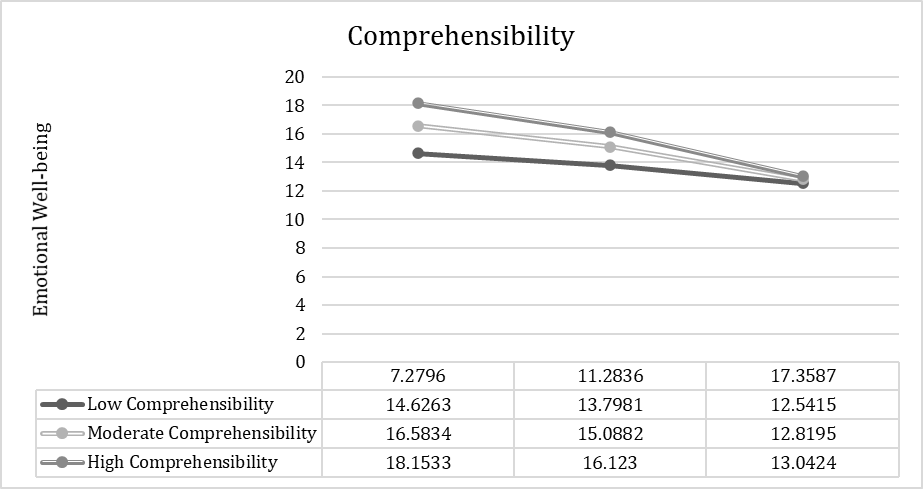 Comprehensibility
Emotional Well-being
20
18
16
14
12
10
8
6
4
2
0
7.2796 11.2836 17.3587
Low Comprehensibility 14.6263 13.7981 12.5415
Moderate Comprehensibility 16.5834 15.0882 12.8195
High Comprehensibility 18.1533 16.123 13.0424